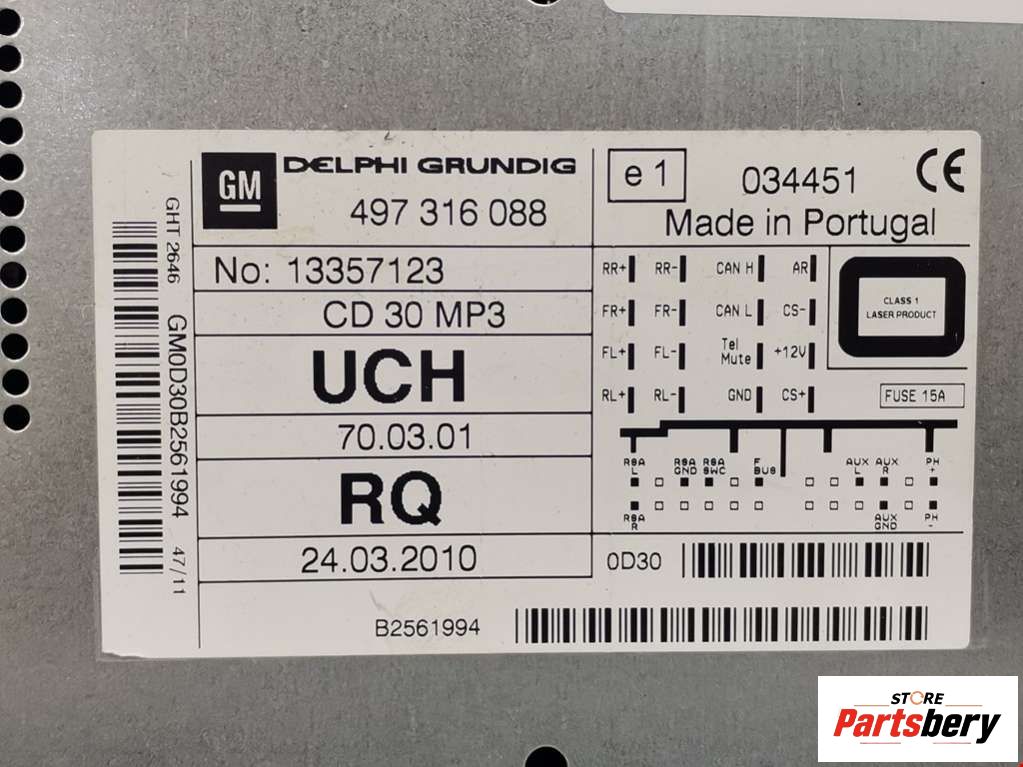 GM
DELPHI GRUNDIG
497 316 088
No: 13357123
CD 30 MP3
UCH
70.03.01
RQ
24.03.2010
B2561994
GHT 2646
GM0D30B2561994
47/11
e1
034451
CE
Made in Portugal
RR+ RR- CAN H AR
FR+ FR- CAN L CS-
FL+ FL- Tel Mute +12V
RL+ RL- GND CS+
CLASS 1
LASER PRODUCT
FUSE 15A
RSA L RSA GND RSA SWC F BUS AUX L AUX R PH +
RSA R AUX GND PH -
0D30
STORE
Partsbery